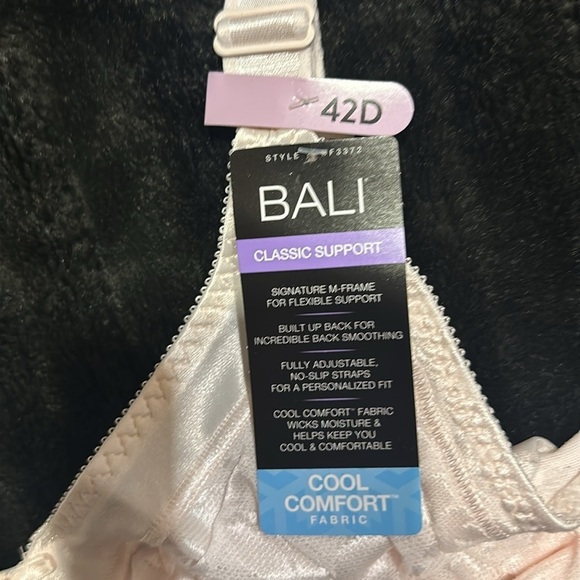 42D
STYLE F3372
BALI
CLASSIC SUPPORT
SIGNATURE M-FRAME
FOR FLEXIBLE SUPPORT
BUILT UP BACK FOR
INCREDIBLE BACK SMOOTHING
FULLY ADJUSTABLE,
NO-SLIP STRAPS
FOR A PERSONALIZED FIT
COOL COMFORT™ FABRIC
WICKS MOISTURE &
HELPS KEEP YOU
COOL & COMFORTABLE
COOL
COMFORT™
FABRIC